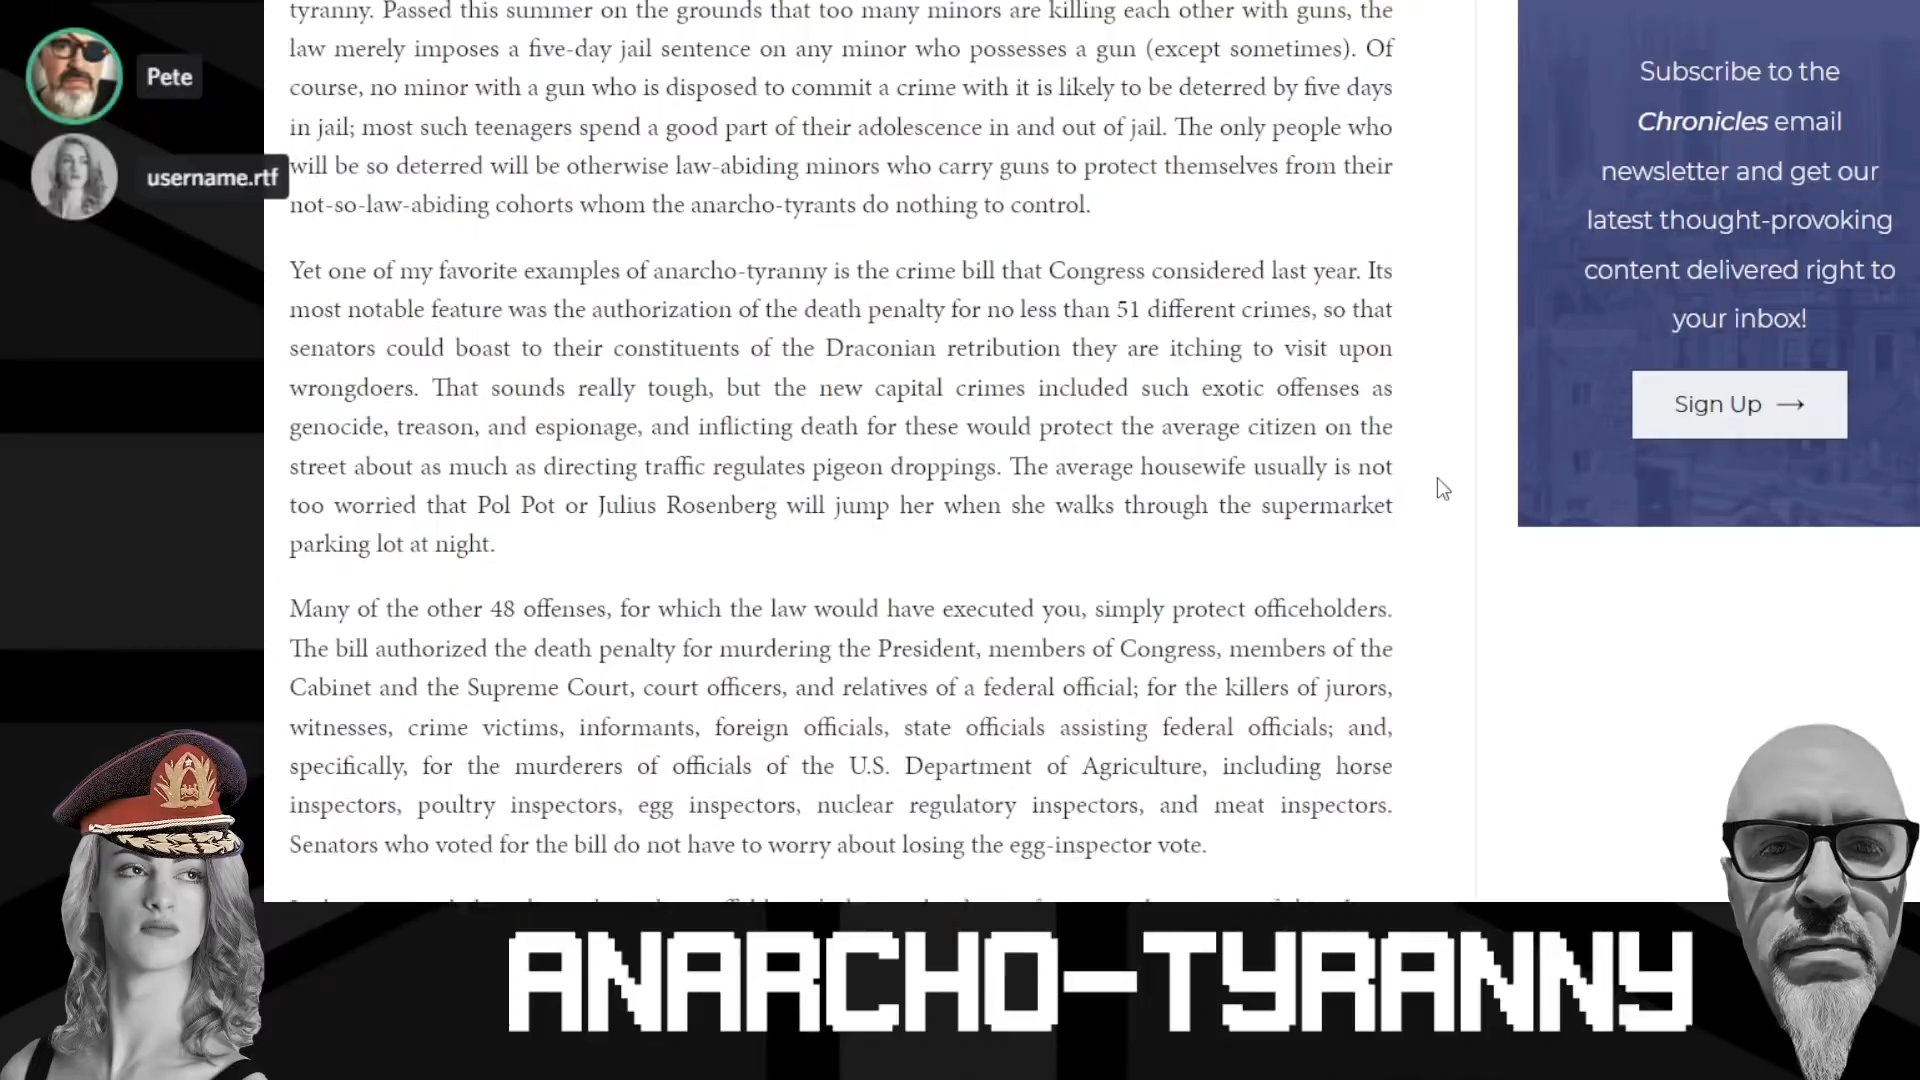 Pete
username.rtf
tyranny. Passed this summer on the grounds that too many minors are killing each other with guns, the
law merely imposes a five-day jail sentence on any minor who possesses a gun (except sometimes). Of
course, no minor with a gun who is disposed to commit a crime with it is likely to be deterred by five days
in jail; most such teenagers spend a good part of their adolescence in and out of jail. The only people who
will be so deterred will be otherwise law-abiding minors who carry guns to protect themselves from their
not-so-law-abiding cohorts whom the anarcho-tyrants do nothing to control.
Yet one of my favorite examples of anarcho-tyranny is the crime bill that Congress considered last year. Its
most notable feature was the authorization of the death penalty for no less than 51 different crimes, so that
senators could boast to their constituents of the Draconian retribution they are itching to visit upon
wrongdoers. That sounds really tough, but the new capital crimes included such exotic offenses as
genocide, treason, and espionage, and inflicting death for these would protect the average citizen on the
street about as much as directing traffic regulates pigeon droppings. The average housewife usually is not
too worried that Pol Pot or Julius Rosenberg will jump her when she walks through the supermarket
parking lot at night.
Many of the other 48 offenses, for which the law would have executed you, simply protect officeholders.
The bill authorized the death penalty for murdering the President, members of Congress, members of the
Cabinet and the Supreme Court, court officers, and relatives of a federal official; for the killers of jurors,
witnesses, crime victims, informants, foreign officials, state officials assisting federal officials; and,
specifically, for the murderers of officials of the U.S. Department of Agriculture, including horse
inspectors, poultry inspectors, egg inspectors, nuclear regulatory inspectors, and meat inspectors.
Senators who voted for the bill do not have to worry about losing the egg-inspector vote.
Subscribe to the
Chronicles email
newsletter and get our
latest thought-provoking
content delivered right to
your inbox!
Sign Up →
ANARCHO-TYRANNY